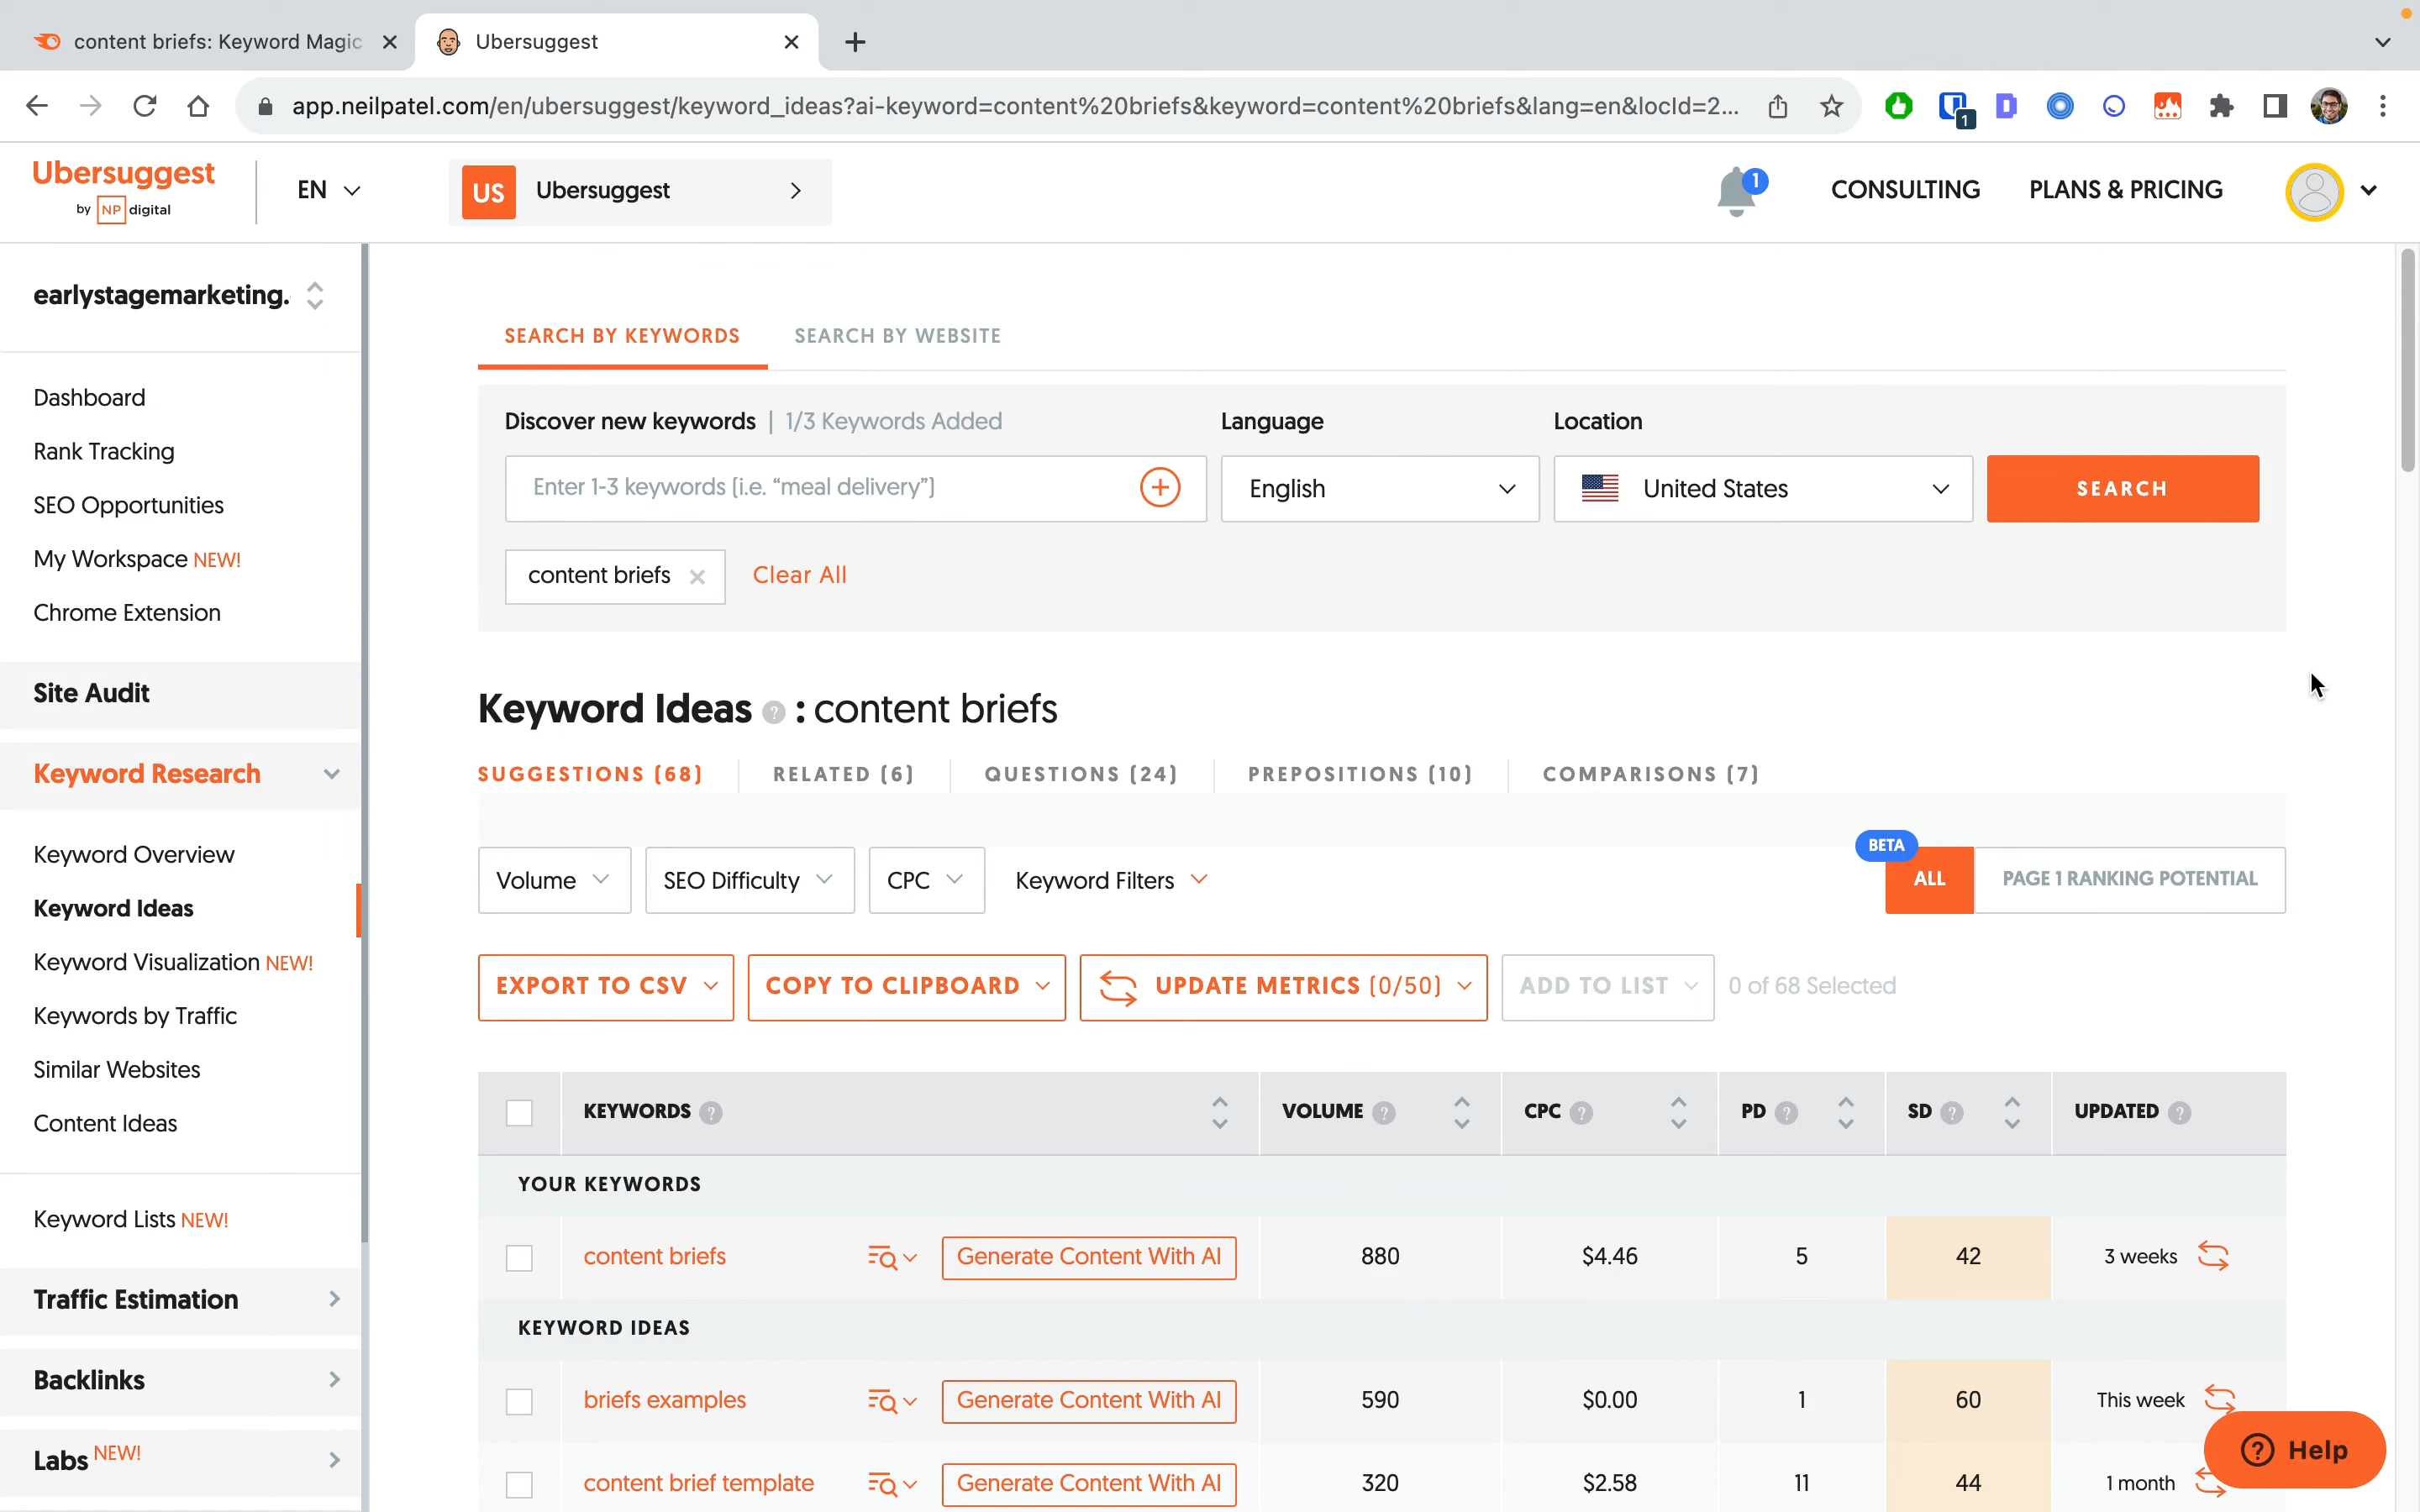 content briefs: Keyword Magic
Ubersuggest
app.neilpatel.com/en/ubersuggest/keyword_ideas?ai-keyword=content%20briefs&keyword=content%20briefs&lang=en&locId=2...
1
Ubersuggest
by NP digital
EN
US Ubersuggest
1
CONSULTING
PLANS & PRICING
earlystagemarketing.
Dashboard
Rank Tracking
SEO Opportunities
My Workspace NEW!
Chrome Extension
Site Audit
Keyword Research
Keyword Overview
Keyword Ideas
Keyword Visualization NEW!
Keywords by Traffic
Similar Websites
Content Ideas
Keyword Lists NEW!
Traffic Estimation
Backlinks
Labs NEW!
SEARCH BY KEYWORDS SEARCH BY WEBSITE
Discover new keywords | 1/3 Keywords Added
Language
Location
Enter 1-3 keywords (i.e. “meal delivery”)
English
United States
SEARCH
content briefs
Clear All
Keyword Ideas ? : content briefs
SUGGESTIONS (68) RELATED (6) QUESTIONS (24) PREPOSITIONS (10) COMPARISONS (7)
BETA
Volume SEO Difficulty CPC Keyword Filters ALL PAGE 1 RANKING POTENTIAL
EXPORT TO CSV COPY TO CLIPBOARD UPDATE METRICS (0/50) ADD TO LIST 0 of 68 Selected
KEYWORDS ? VOLUME ? CPC ? PD ? SD ? UPDATED ?
YOUR KEYWORDS
content briefs Generate Content With AI 880 $4.46 5 42 3 weeks
KEYWORD IDEAS
briefs examples Generate Content With AI 590 $0.00 1 60 This week
content brief template Generate Content With AI 320 $2.58 11 44 1 month
? Help